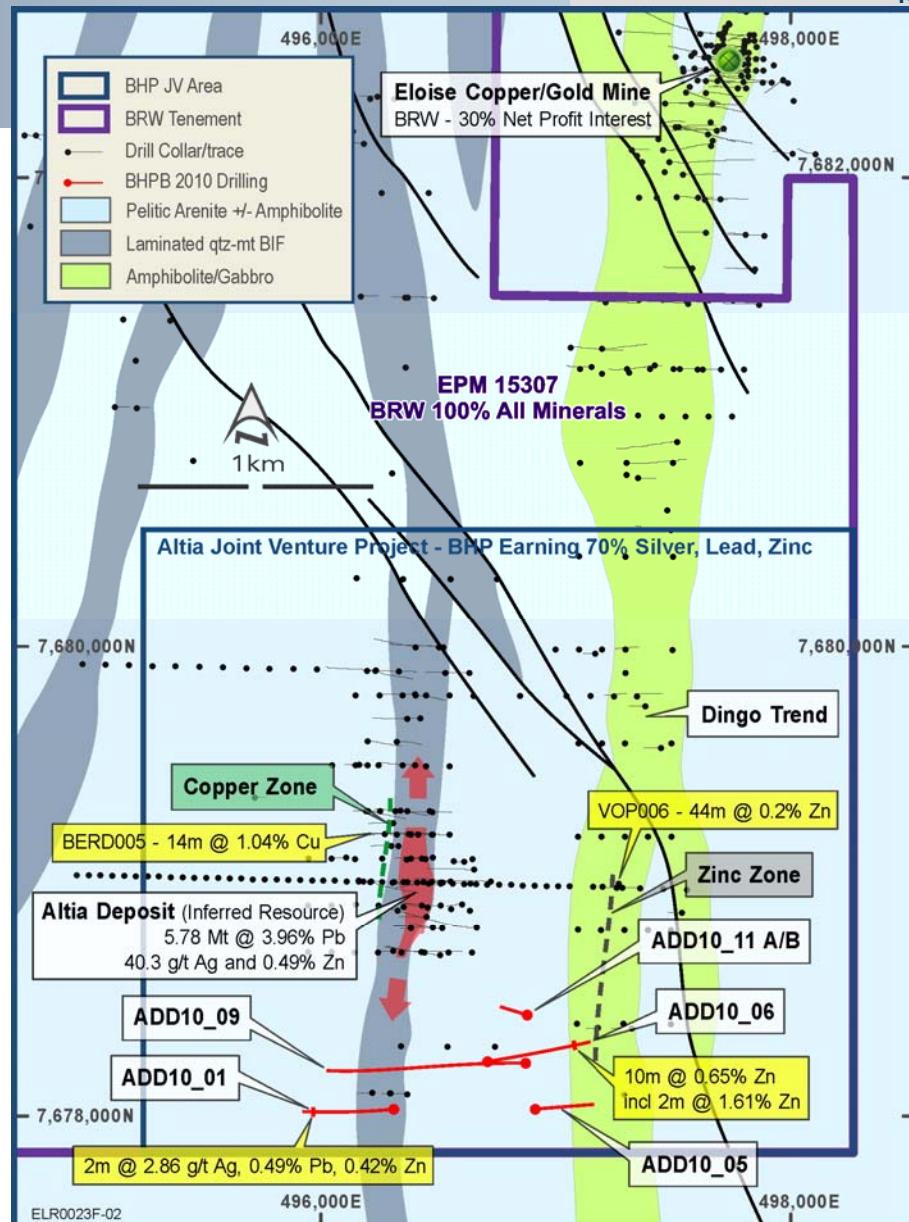 496,000E
498,000E
BHP JV Area
BRW Tenement
Drill Collar/trace
BHPB 2010 Drilling
Pelitic Arenite +/- Amphibolite
Laminated qtz-mt BIF
Amphibolite/Gabbro
Eloise Copper/Gold Mine
BRW - 30% Net Profit Interest
7,682,000N
EPM 15307
BRW 100% All Minerals
N
1km
Altia Joint Venture Project - BHP Earning 70% Silver, Lead, Zinc
7,680,000N
7,680,000N
Dingo Trend
Copper Zone
VOP006 - 44m @ 0.2% Zn
BERD005 - 14m @ 1.04% Cu
Zinc Zone
Altia Deposit (Inferred Resource)
5.78 Mt @ 3.96% Pb
40.3 g/t Ag and 0.49% Zn
ADD10_11 A/B
ADD10_09
ADD10_06
ADD10_01
10m @ 0.65% Zn
incl 2m @ 1.61% Zn
7,678,000N
2m @ 2.86 g/t Ag, 0.49% Pb, 0.42% Zn
ADD10_05
496,000E
498,000E
ELR0023F-02